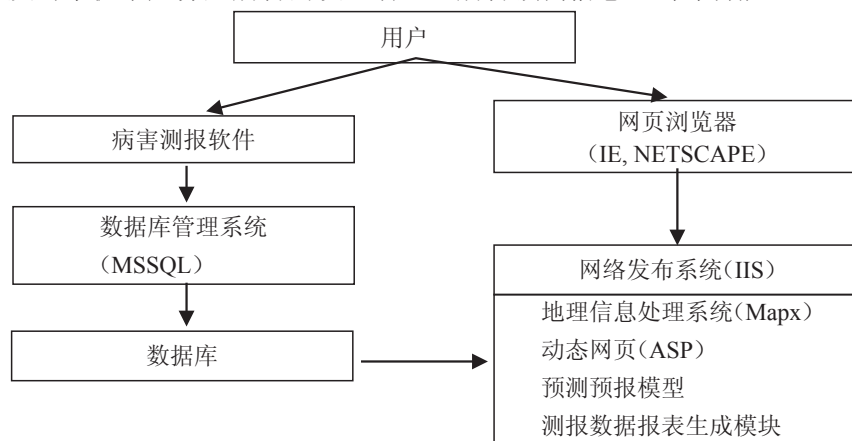 用户
病害测报软件
网页浏览器
(IE, NETSCAPE)
数据库管理系统
(MSSQL)
网络发布系统(IIS)
地理信息处理系统(Mapx)
动态网页(ASP)
预测预报模型
测报数据报表生成模块
数据库